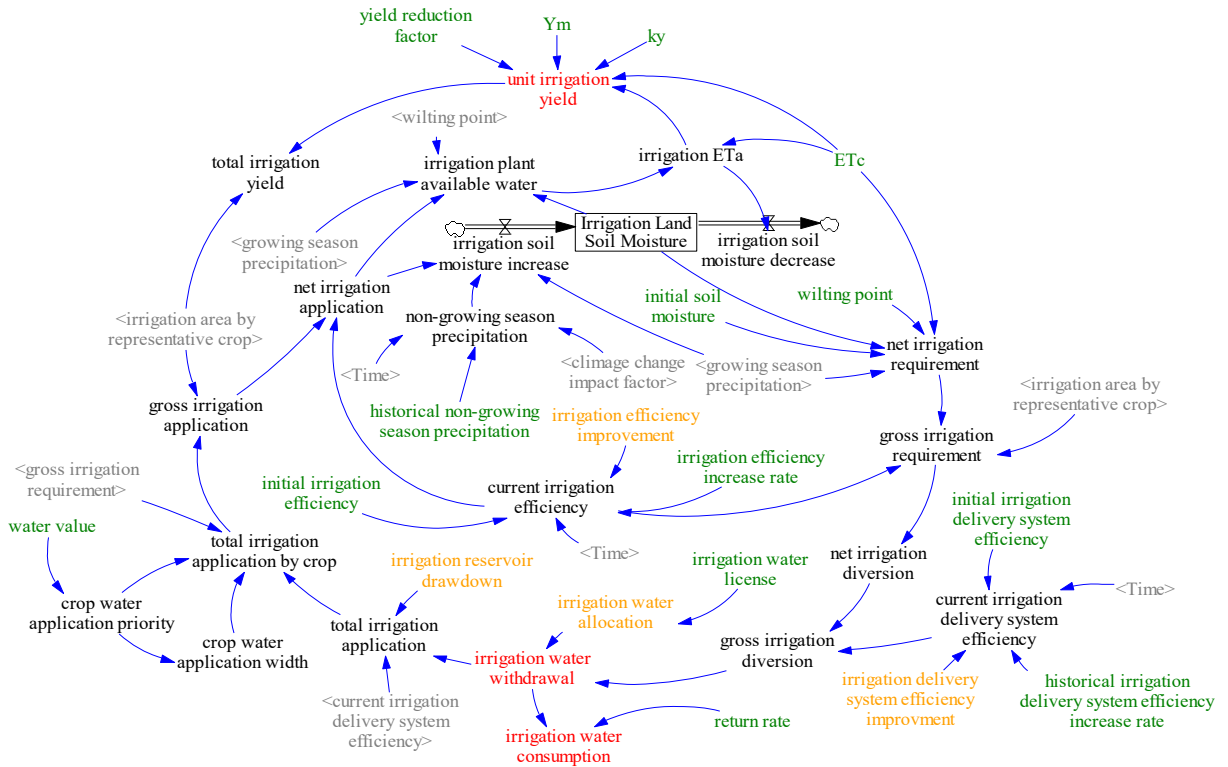 yield reduction
factor
Ym
ky
unit irrigation
yield
<wilting point>
total irrigation
yield
irrigation plant
available water
irrigation ETa
ETc
<growing season
precipitation>
Irrigation Land
Soil Moisture
irrigation soil
moisture increase
irrigation soil
moisture decrease
net irrigation
application
initial soil
moisture
wilting point
<irrigation area by
representative crop>
non-growing season
precipitation
net irrigation
requirement
<Time>
<climage change
impact factor>
<growing season
precipitation>
<irrigation area by
representative crop>
gross irrigation
application
historical non-growing
season precipitation
irrigation efficiency
improvement
gross irrigation
requirement
<gross irrigation
requirement>
initial irrigation
efficiency
current irrigation
efficiency
irrigation efficiency
increase rate
initial irrigation
delivery system
efficiency
water value
total irrigation
application by crop
<Time>
net irrigation
diversion
irrigation reservoir
drawdown
irrigation water
license
<Time>
crop water
application priority
irrigation water
allocation
current irrigation
delivery system
efficiency
crop water
application width
total irrigation
application
gross irrigation
diversion
irrigation water
withdrawal
irrigation delivery
system efficiency
improvment
historical irrigation
delivery system efficiency
increase rate
<current irrigation
delivery system
efficiency>
return rate
irrigation water
consumption